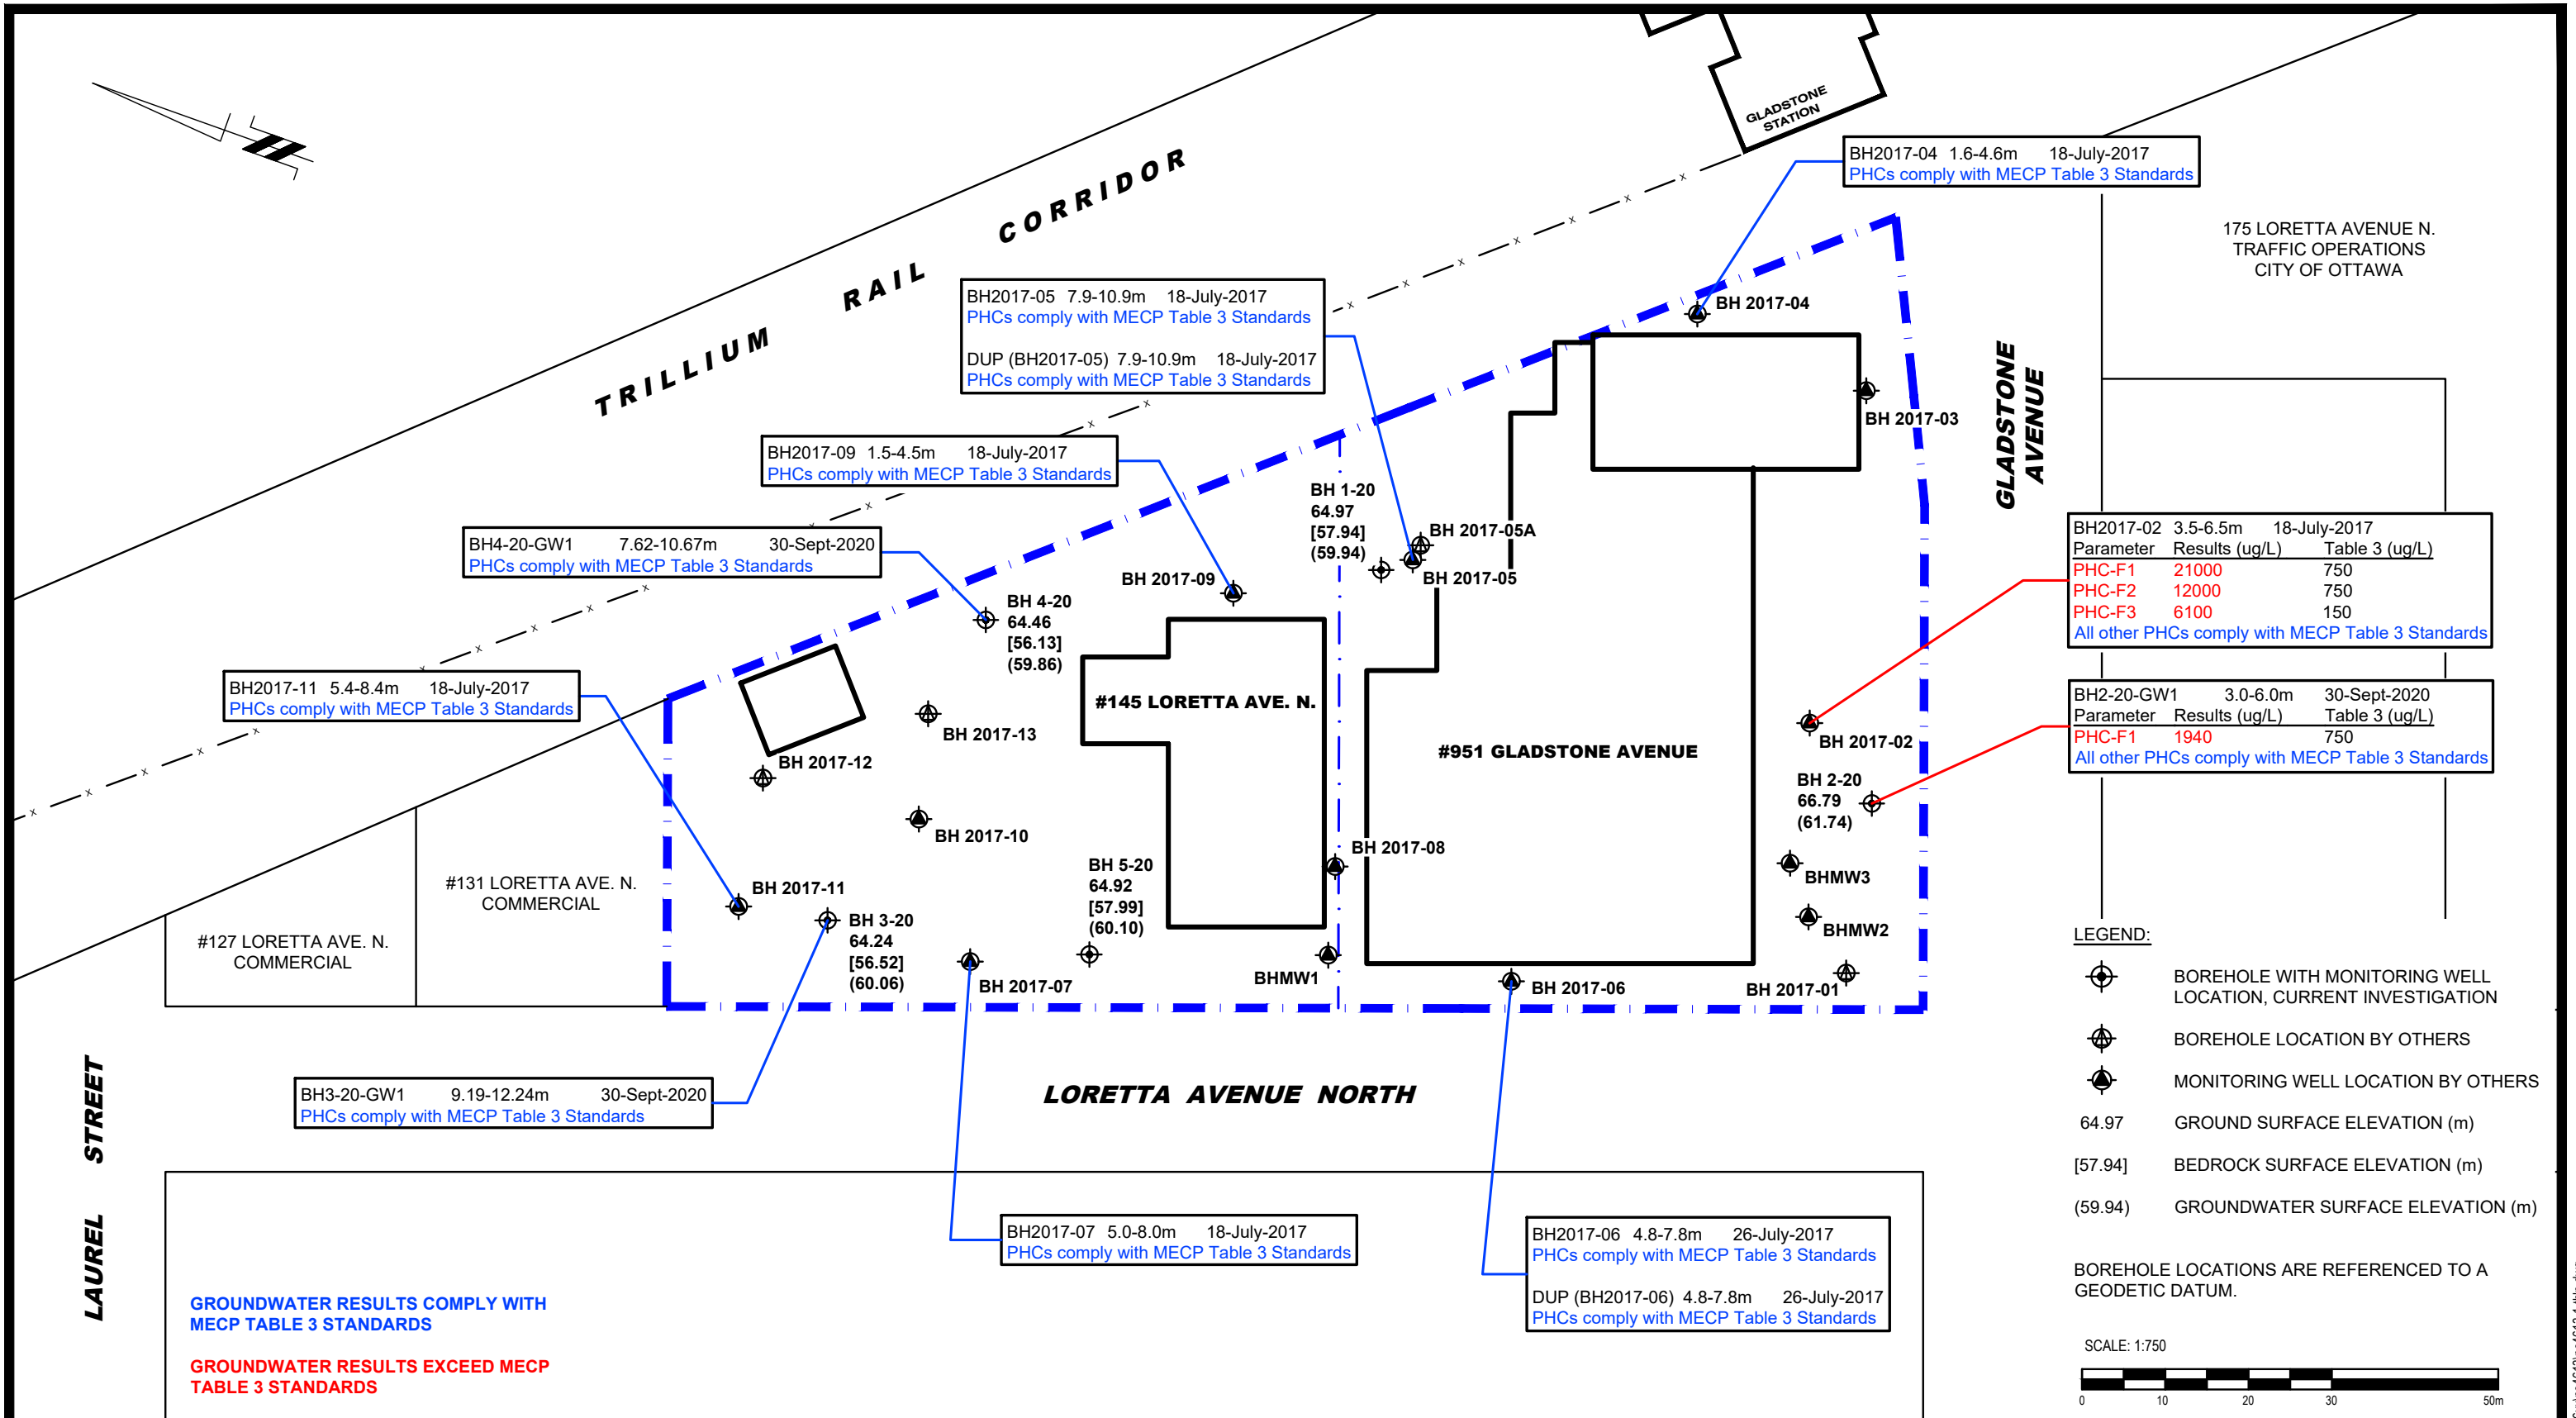 GLADSTONE
STATION
TRILLIUM RAIL CORRIDOR
BH2017-04 1.6-4.6m 18-July-2017
PHCs comply with MECP Table 3 Standards
175 LORETTA AVENUE N.
TRAFFIC OPERATIONS
CITY OF OTTAWA
BH2017-05 7.9-10.9m 18-July-2017
PHCs comply with MECP Table 3 Standards
DUP (BH2017-05) 7.9-10.9m 18-July-2017
PHCs comply with MECP Table 3 Standards
BH 2017-04
GLADSTONE
AVENUE
BH 2017-03
BH2017-09 1.5-4.5m 18-July-2017
PHCs comply with MECP Table 3 Standards
BH 1-20
64.97
[57.94]
(59.94)
BH 2017-05A
BH 2017-05
BH4-20-GW1 7.62-10.67m 30-Sept-2020
PHCs comply with MECP Table 3 Standards
BH 2017-09
BH 4-20
64.46
[56.13]
(59.86)
BH2017-02 3.5-6.5m 18-July-2017
Parameter Results (ug/L) Table 3 (ug/L)
PHC-F1 21000 750
PHC-F2 12000 750
PHC-F3 6100 150
All other PHCs comply with MECP Table 3 Standards
BH2017-11 5.4-8.4m 18-July-2017
PHCs comply with MECP Table 3 Standards
BH2-20-GW1 3.0-6.0m 30-Sept-2020
Parameter Results (ug/L) Table 3 (ug/L)
PHC-F1 1940 750
All other PHCs comply with MECP Table 3 Standards
#145 LORETTA AVE. N.
BH 2017-13
BH 2017-12
#951 GLADSTONE AVENUE
BH 2017-02
BH 2-20
66.79
(61.74)
BH 2017-10
BH 2017-08
BH 5-20
64.92
[57.99]
(60.10)
BHMW3
#131 LORETTA AVE. N.
COMMERCIAL
BH 2017-11
BH 3-20
64.24
[56.52]
(60.06)
BHMW2
#127 LORETTA AVE. N.
COMMERCIAL
BH 2017-07
BHMW1
BH 2017-06
BH 2017-01
LEGEND:
BOREHOLE WITH MONITORING WELL
LOCATION, CURRENT INVESTIGATION
BOREHOLE LOCATION BY OTHERS
MONITORING WELL LOCATION BY OTHERS
64.97 GROUND SURFACE ELEVATION (m)
[57.94] BEDROCK SURFACE ELEVATION (m)
(59.94) GROUNDWATER SURFACE ELEVATION (m)
BOREHOLE LOCATIONS ARE REFERENCED TO A
GEODETIC DATUM.
SCALE: 1:750
0 10 20 30 50m
BH3-20-GW1 9.19-12.24m 30-Sept-2020
PHCs comply with MECP Table 3 Standards
LORETTA AVENUE NORTH
LAUREL STREET
BH2017-07 5.0-8.0m 18-July-2017
PHCs comply with MECP Table 3 Standards
BH2017-06 4.8-7.8m 26-July-2017
PHCs comply with MECP Table 3 Standards
DUP (BH2017-06) 4.8-7.8m 26-July-2017
PHCs comply with MECP Table 3 Standards
GROUNDWATER RESULTS COMPLY WITH
MECP TABLE 3 STANDARDS
GROUNDWATER RESULTS EXCEED MECP
TABLE 3 STANDARDS